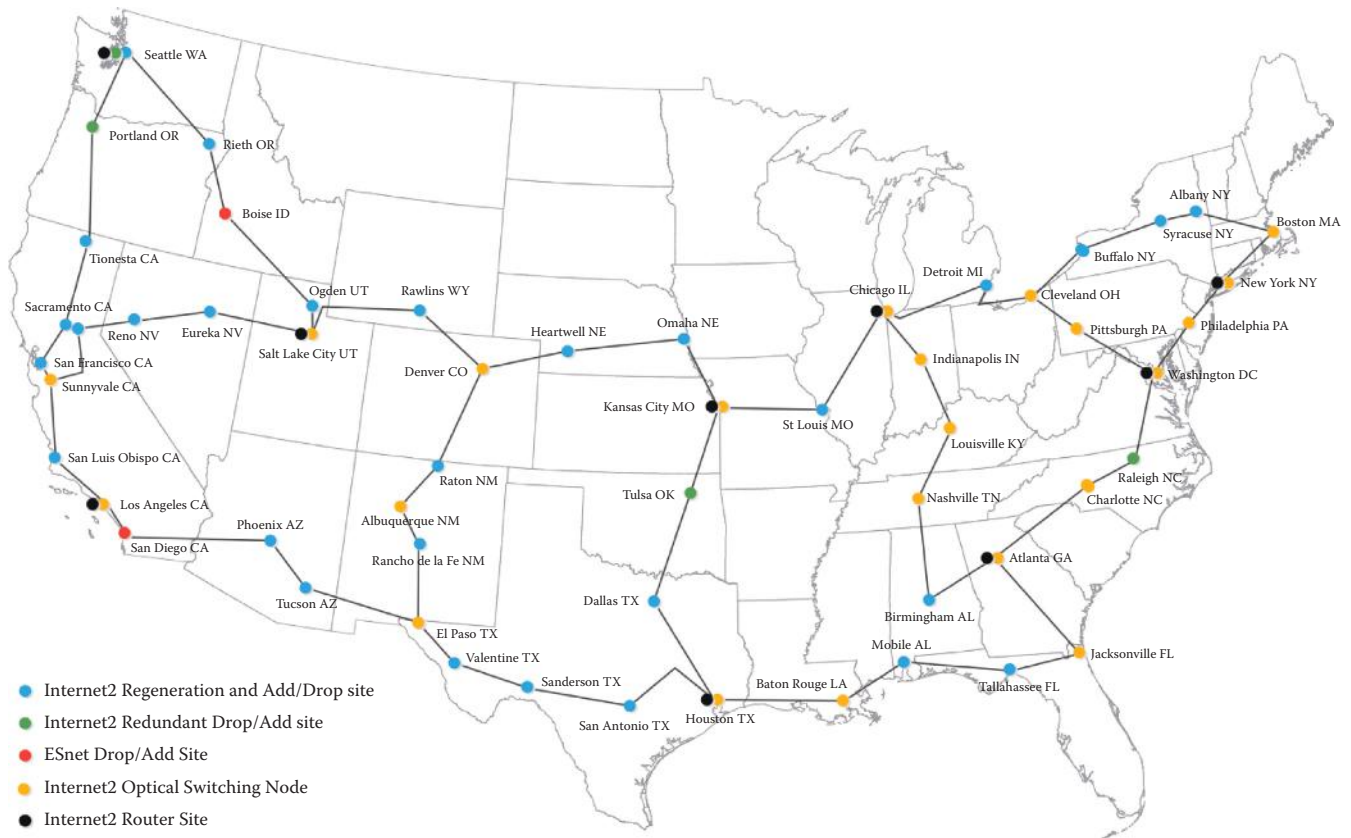 Seattle WA
Portland OR
Rieth OR
Boise ID
Tionesta CA
Ogden UT
Rawlins WY
Sacramento CA
Reno NV
Eureka NV
Salt Lake City UT
San Francisco CA
Sunnyvale CA
Denver CO
Heartwell NE
Omaha NE
Kansas City MO
St Louis MO
Chicago IL
Detroit MI
Cleveland OH
Buffalo NY
Syracuse NY
Albany NY
Boston MA
New York NY
Philadelphia PA
Pittsburgh PA
Washington DC
Indianapolis IN
Louisville KY
Nashville TN
Raleigh NC
Charlotte NC
Atlanta GA
Birmingham AL
San Luis Obispo CA
Los Angeles CA
San Diego CA
Phoenix AZ
Tucson AZ
Raton NM
Albuquerque NM
Rancho de la Fe NM
El Paso TX
Valentine TX
Sanderson TX
San Antonio TX
Tulsa OK
Dallas TX
Houston TX
Baton Rouge LA
Mobile AL
Tallahassee FL
Jacksonville FL
Internet2 Regeneration and Add/Drop site
Internet2 Redundant Drop/Add site
ESnet Drop/Add Site
Internet2 Optical Switching Node
Internet2 Router Site